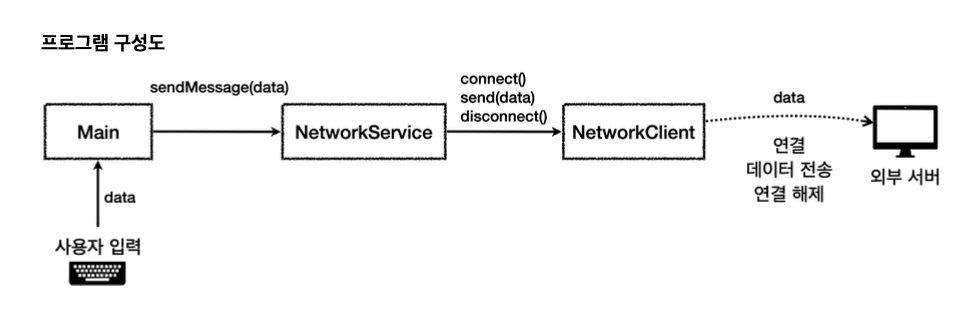 프로그램 구성도
sendMessage(data)
connect()
send(data)
disconnect()
Main
NetworkService
NetworkClient
data
연결
데이터 전송
연결 해제
외부 서버
data
사용자 입력